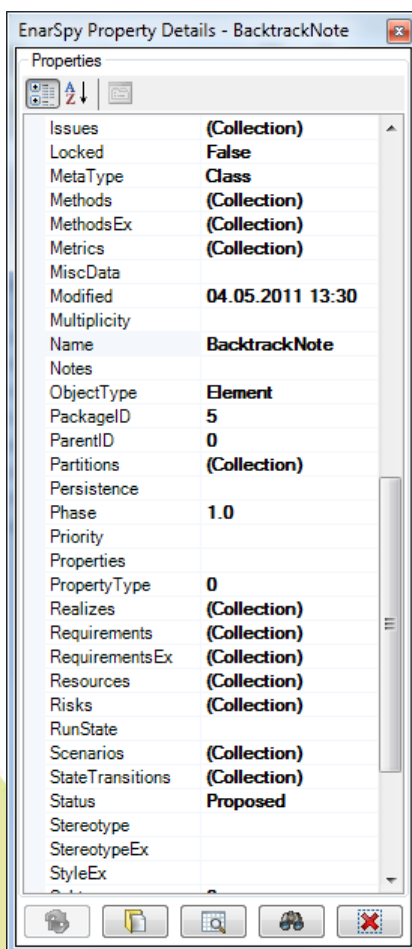 EnarSpy Property Details - BacktrackNote
Properties
Issues (Collection)
Locked False
MetaType Class
Methods (Collection)
MethodsEx (Collection)
Metrics (Collection)
MiscData
Modified 04.05.2011 13:30
Multiplicity
Name BacktrackNote
Notes
ObjectType Element
PackageID 5
ParentID 0
Partitions (Collection)
Persistence
Phase 1.0
Priority
Properties
PropertyType 0
Realizes (Collection)
Requirements (Collection)
RequirementsEx (Collection)
Resources (Collection)
Risks (Collection)
RunState
Scenarios (Collection)
StateTransitions (Collection)
Status Proposed
Stereotype
StereotypeEx
StyleEx